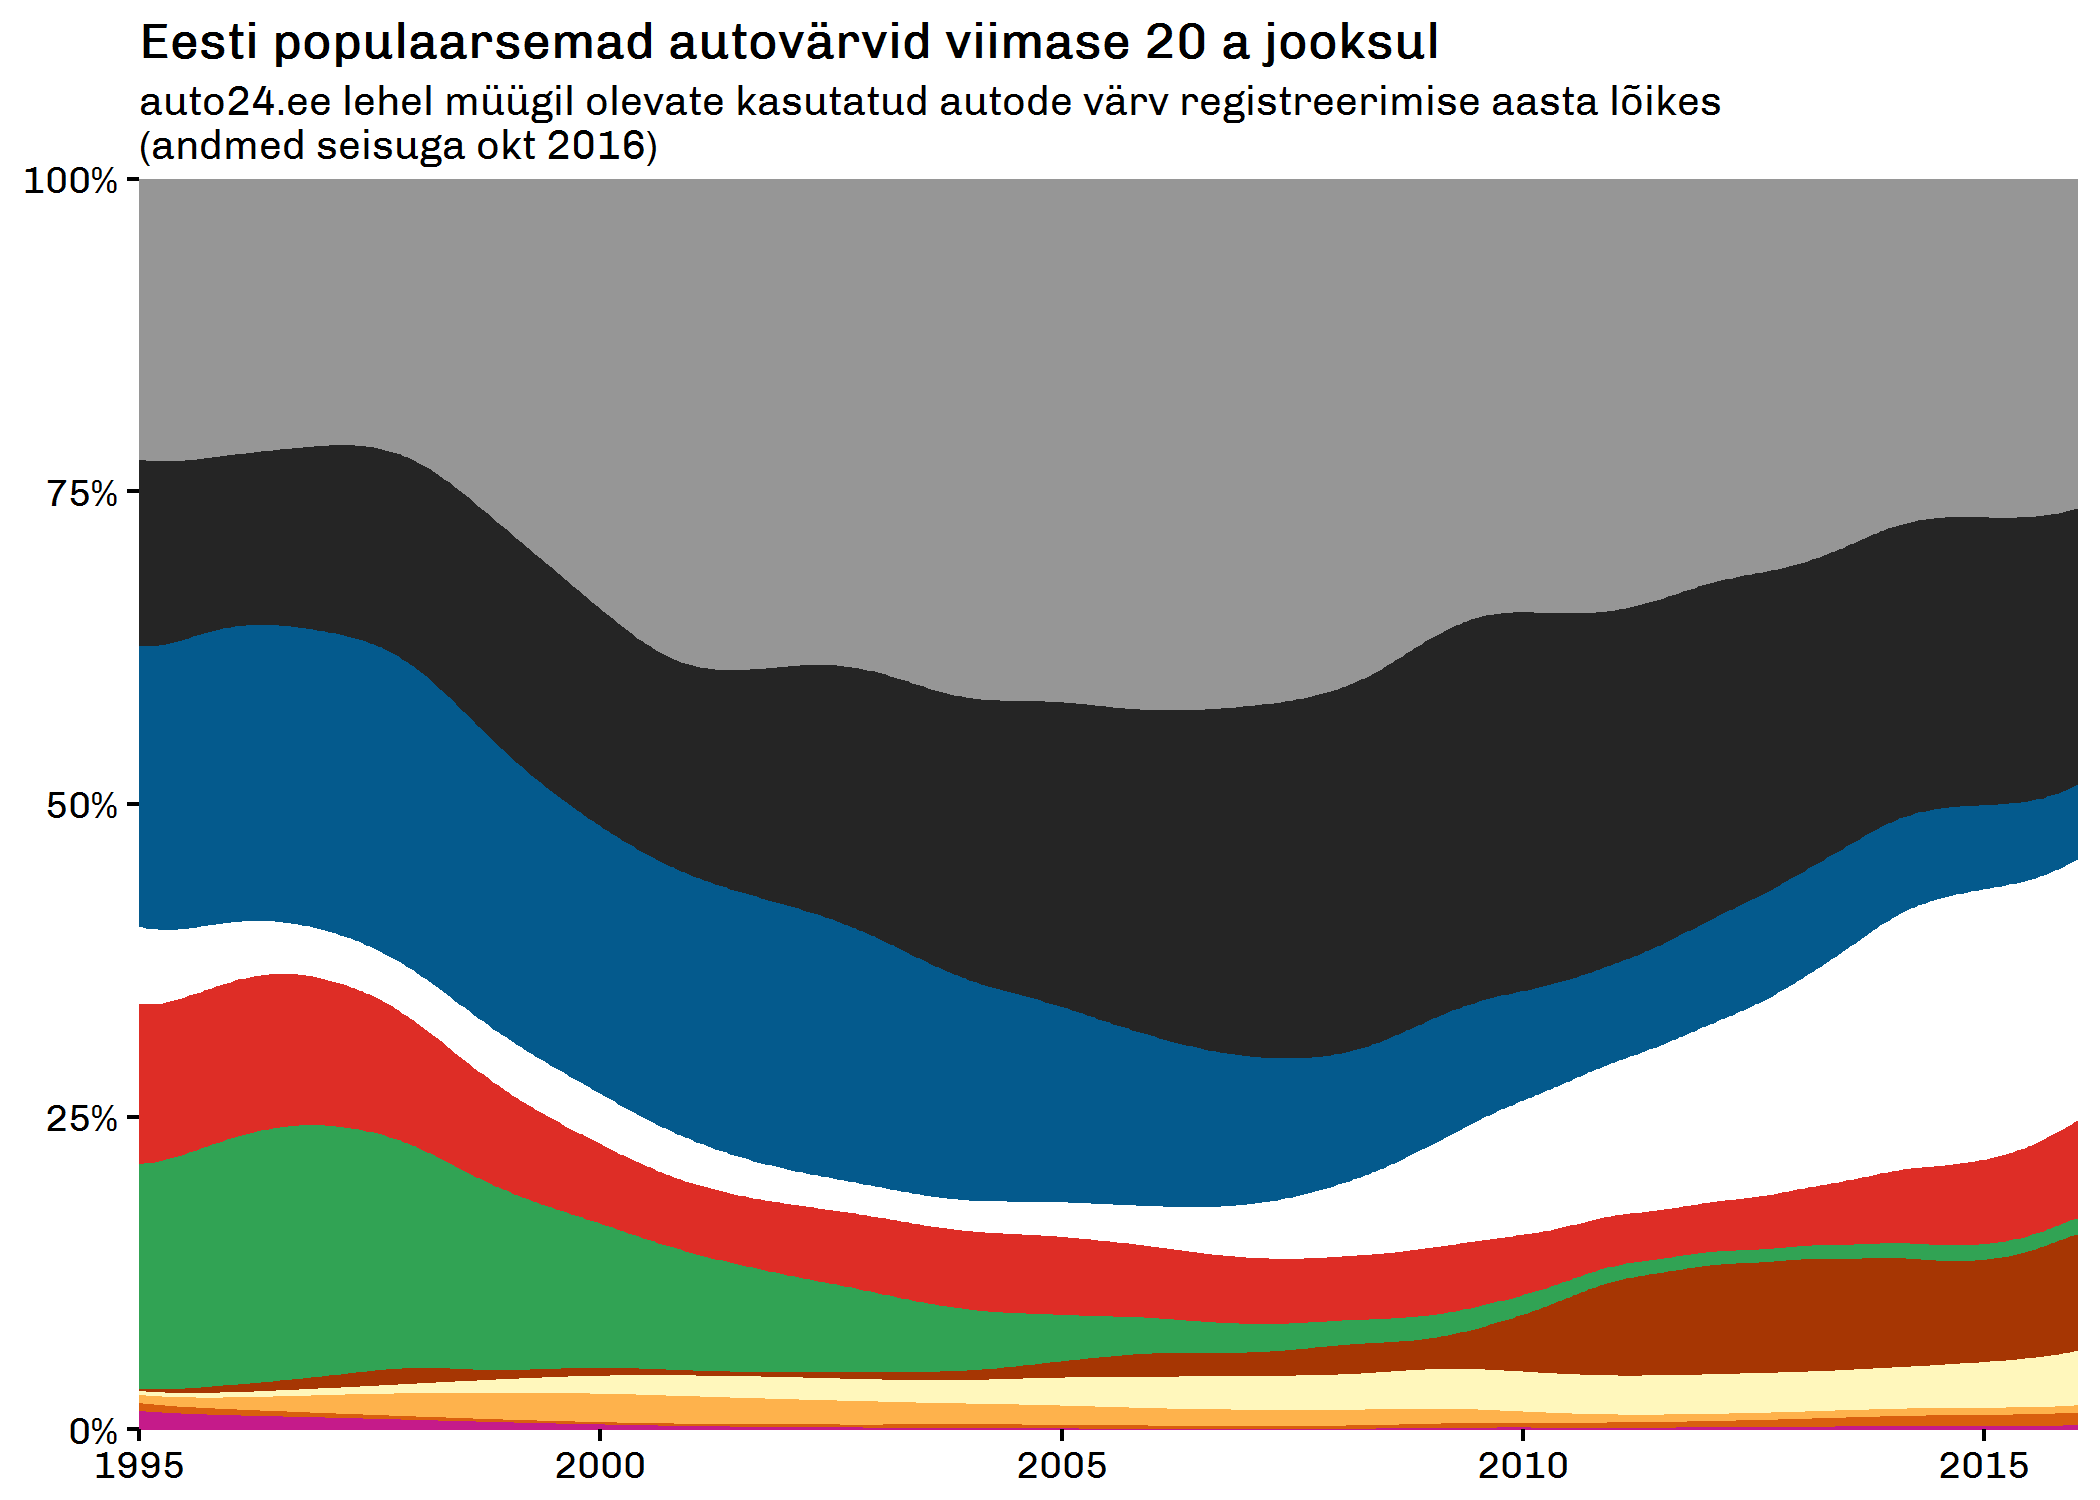 Eesti populaarsemad autovärvid viimase 20 a jooksul
auto24.ee lehel müügil olevate kasutatud autode värv registreerimise aasta lõikes
(andmed seisuga okt 2016)
100%
75%
50%
25%
0%
1995 2000 2005 2010 2015